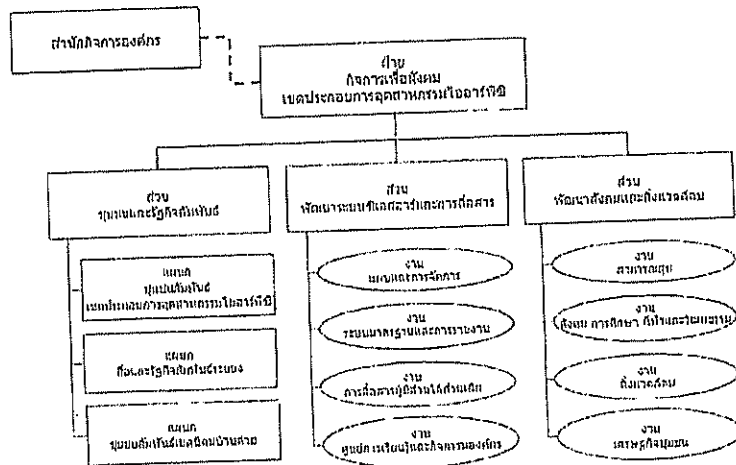 สำนักกิจการองค์กร
ฝ่าย
กิจการเพื่อสังคม
เขตประกอบการอุตสาหกรรมไออาร์พีซี
ส่วน
ชุมชนและรัฐกิจสัมพันธ์
แผนก
ชุมชนสัมพันธ์
เขตประกอบการอุตสาหกรรมไออาร์พีซี
แผนก
สื่อและรัฐกิจสัมพันธ์ระยอง
แผนก
ชุมชนสัมพันธ์เขตนิคมบ้านค่าย
ส่วน
พัฒนาระบบซีเอสอาร์และการสื่อสาร
งาน
แผนและการจัดการ
งาน
ระบบมาตรฐานและการรายงาน
งาน
การสื่อสารผู้มีส่วนได้ส่วนเสีย
งาน
ศูนย์การเรียนรู้และกิจกรรมองค์กร
ส่วน
พัฒนาสังคมและสิ่งแวดล้อม
งาน
สาธารณสุข
งาน
สังคม การศึกษา กีฬาและวัฒนธรรม
งาน
สิ่งแวดล้อม
งาน
เศรษฐกิจชุมชน